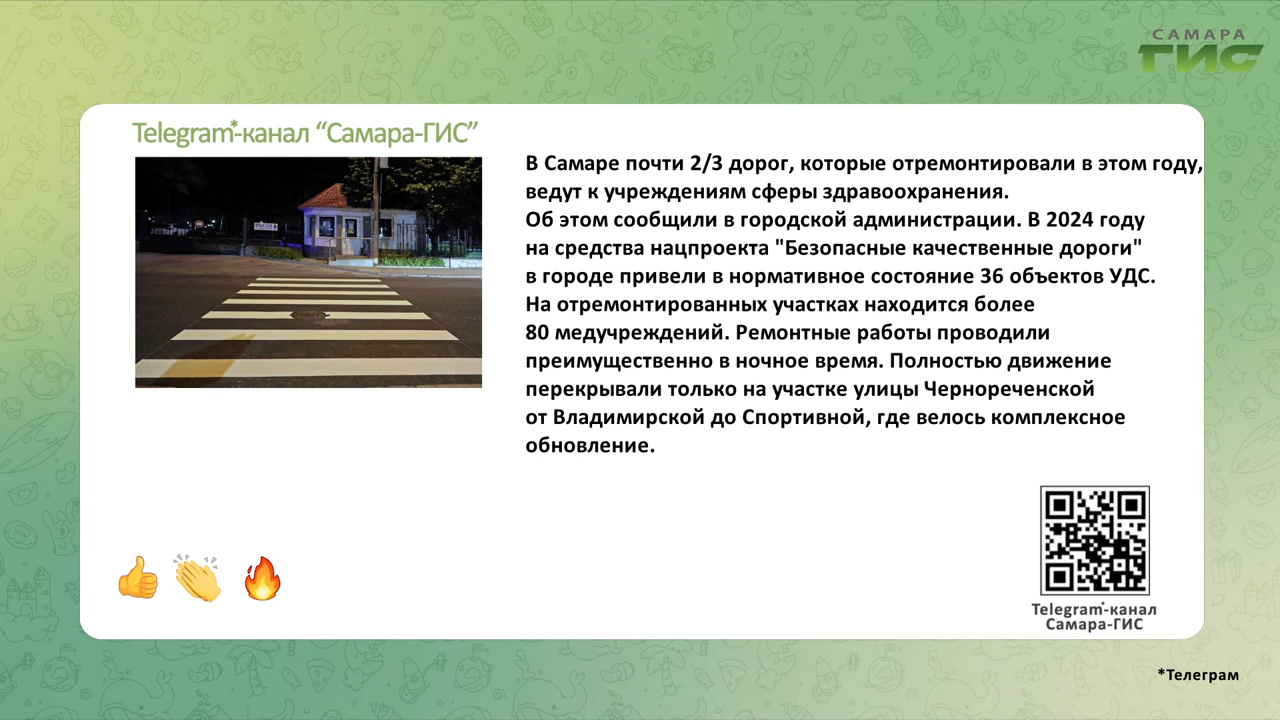 САМАРА
ГИС
Telegram*-канал “Самара-ГИС”
В Самаре почти 2/3 дорог, которые отремонтировали в этом году,
ведут к учреждениям сферы здравоохранения.
Об этом сообщили в городской администрации. В 2024 году
на средства нацпроекта "Безопасные качественные дороги"
в городе привели в нормативное состояние 36 объектов УДС.
На отремонтированных участках находится более
80 медучреждений. Ремонтные работы проводили
преимущественно в ночное время. Полностью движение
перекрывали только на участке улицы Чернореченской
от Владимирской до Спортивной, где велось комплексное
обновление.
Telegram*-канал
Самара-ГИС
*Телеграм